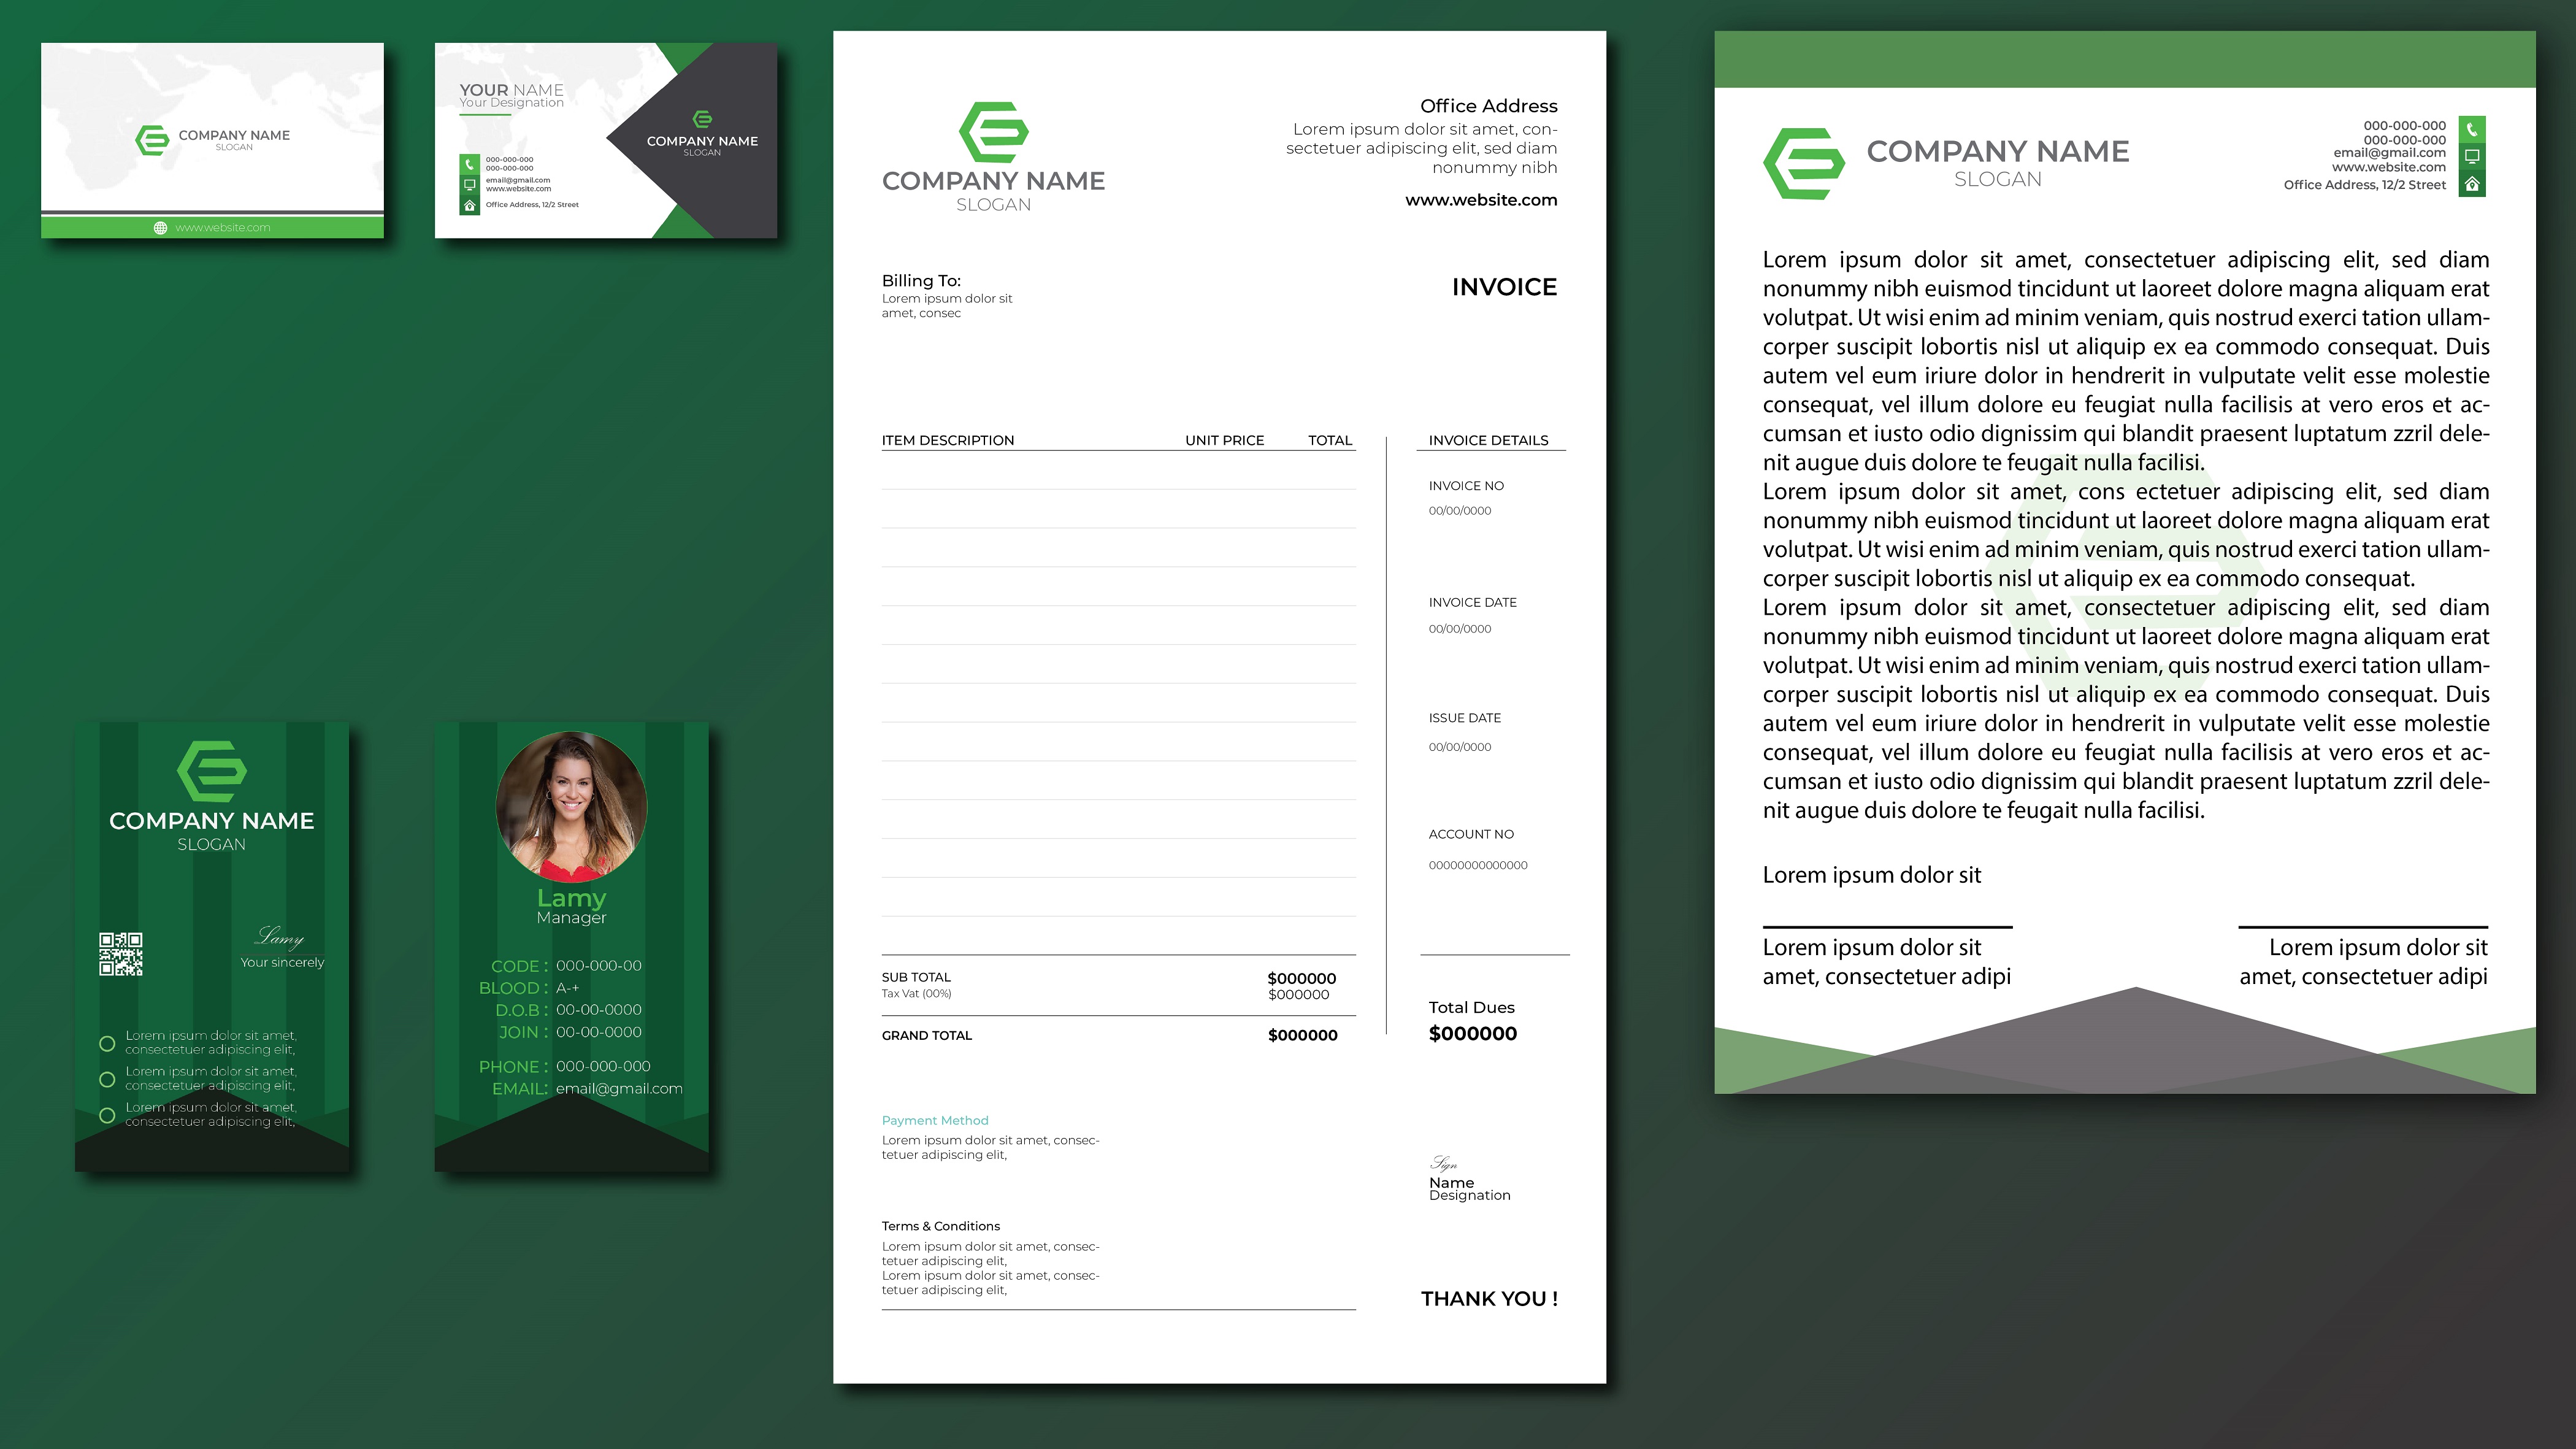 COMPANY NAME
SLOGAN
www.website.com
YOUR NAME
Your Designation
000-000-000
000-000-000
email@gmail.com
www.website.com
Office Address, 12/2 Street
COMPANY NAME
SLOGAN
COMPANY NAME
SLOGAN
Lamy
Your sincerely
Lorem ipsum dolor sit amet,
consectetuer adipiscing elit,
Lorem ipsum dolor sit amet,
consectetuer adipiscing elit,
Lorem ipsum dolor sit amet,
consectetuer adipiscing elit,
Lamy
Manager
CODE : 000-000-00
BLOOD : A-+
D.O.B : 00-00-0000
JOIN : 00-00-0000
PHONE : 000-000-000
EMAIL: email@gmail.com
COMPANY NAME
SLOGAN
Office Address
Lorem ipsum dolor sit amet, con-
sectetuer adipiscing elit, sed diam
nonummy nibh
www.website.com
Billing To:
Lorem ipsum dolor sit
amet, consec
INVOICE
ITEM DESCRIPTION UNIT PRICE TOTAL
INVOICE DETAILS
INVOICE NO
00/00/0000
INVOICE DATE
00/00/0000
ISSUE DATE
00/00/0000
ACCOUNT NO
00000000000000
SUB TOTAL $000000
Tax Vat (00%) $000000
GRAND TOTAL $000000
Total Dues
$000000
Payment Method
Lorem ipsum dolor sit amet, consec-
tetuer adipiscing elit,
Sign
Name
Designation
Terms & Conditions
Lorem ipsum dolor sit amet, consec-
tetuer adipiscing elit,
Lorem ipsum dolor sit amet, consec-
tetuer adipiscing elit,
THANK YOU !
COMPANY NAME
SLOGAN
000-000-000
000-000-000
email@gmail.com
www.website.com
Office Address, 12/2 Street
Lorem ipsum dolor sit amet, consectetuer adipiscing elit, sed diam
nonummy nibh euismod tincidunt ut laoreet dolore magna aliquam erat
volutpat. Ut wisi enim ad minim veniam, quis nostrud exerci tation ullam-
corper suscipit lobortis nisl ut aliquip ex ea commodo consequat. Duis
autem vel eum iriure dolor in hendrerit in vulputate velit esse molestie
consequat, vel illum dolore eu feugiat nulla facilisis at vero eros et ac-
cumsan et iusto odio dignissim qui blandit praesent luptatum zzril dele-
nit augue duis dolore te feugait nulla facilisi.
Lorem ipsum dolor sit amet, cons ectetuer adipiscing elit, sed diam
nonummy nibh euismod tincidunt ut laoreet dolore magna aliquam erat
volutpat. Ut wisi enim ad minim veniam, quis nostrud exerci tation ullam-
corper suscipit lobortis nisl ut aliquip ex ea commodo consequat.
Lorem ipsum dolor sit amet, consectetuer adipiscing elit, sed diam
nonummy nibh euismod tincidunt ut laoreet dolore magna aliquam erat
volutpat. Ut wisi enim ad minim veniam, quis nostrud exerci tation ullam-
corper suscipit lobortis nisl ut aliquip ex ea commodo consequat. Duis
autem vel eum iriure dolor in hendrerit in vulputate velit esse molestie
consequat, vel illum dolore eu feugiat nulla facilisis at vero eros et ac-
cumsan et iusto odio dignissim qui blandit praesent luptatum zzril dele-
nit augue duis dolore te feugait nulla facilisi.
Lorem ipsum dolor sit
Lorem ipsum dolor sit
amet, consectetuer adipi
Lorem ipsum dolor sit
amet, consectetuer adipi